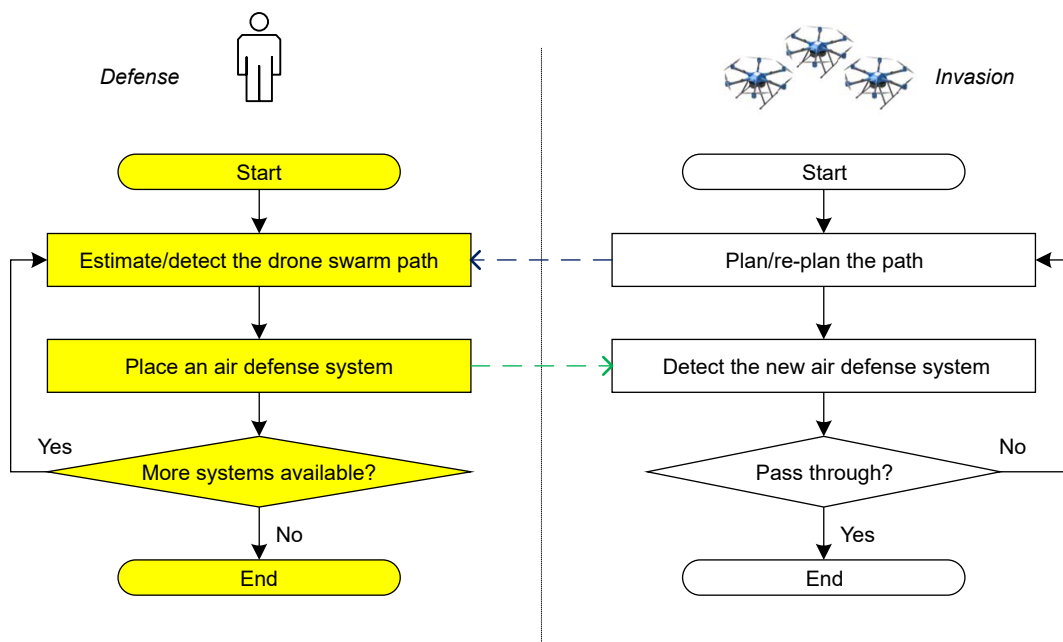 Defense
Invasion
Start
Start
Estimate/detect the drone swarm path
Plan/re-plan the path
Place an air defense system
Detect the new air defense system
Yes
No
More systems available?
Pass through?
No
Yes
End
End